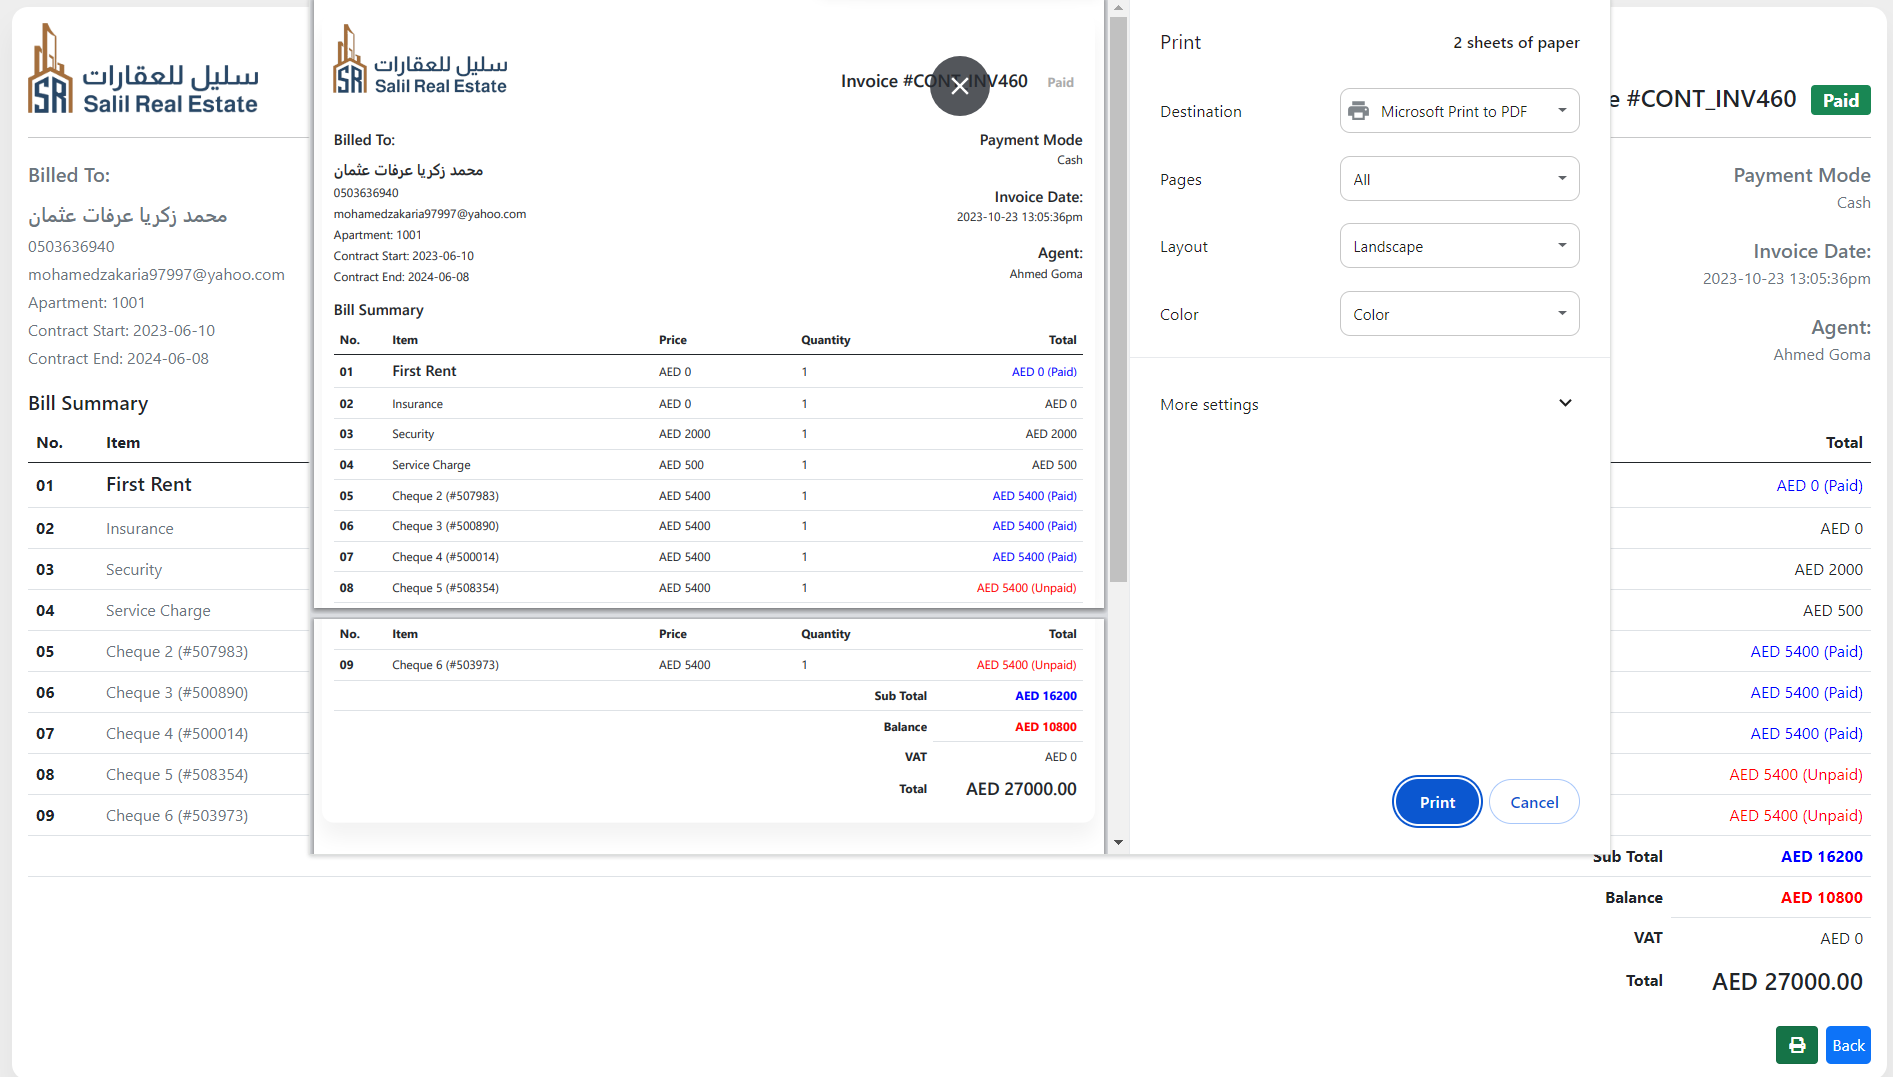 سليل للعقارات
Salil Real Estate
e #CONT_INV460 Paid
Billed To:
محمد زكريا عرفات عثمان
0503636940
mohamedzakaria97997@yahoo.com
Apartment: 1001
Contract Start: 2023-06-10
Contract End: 2024-06-08
Payment Mode
Cash
Invoice Date:
2023-10-23 13:05:36pm
Agent:
Ahmed Goma
Bill Summary
No. Item Total
01 First Rent AED 0 (Paid)
02 Insurance AED 0
03 Security AED 2000
04 Service Charge AED 500
05 Cheque 2 (#507983) AED 5400 (Paid)
06 Cheque 3 (#500890) AED 5400 (Paid)
07 Cheque 4 (#500014) AED 5400 (Paid)
08 Cheque 5 (#508354) AED 5400 (Unpaid)
09 Cheque 6 (#503973) AED 5400 (Unpaid)
Sub Total AED 16200
Balance AED 10800
VAT AED 0
Total AED 27000.00
Back
سليل للعقارات
Salil Real Estate
Invoice #CONT_INV460 Paid
Billed To:
محمد زكريا عرفات عثمان
0503636940
mohamedzakaria97997@yahoo.com
Apartment: 1001
Contract Start: 2023-06-10
Contract End: 2024-06-08
Payment Mode
Cash
Invoice Date:
2023-10-23 13:05:36pm
Agent:
Ahmed Goma
Bill Summary
No. Item Price Quantity Total
01 First Rent AED 0 1 AED 0 (Paid)
02 Insurance AED 0 1 AED 0
03 Security AED 2000 1 AED 2000
04 Service Charge AED 500 1 AED 500
05 Cheque 2 (#507983) AED 5400 1 AED 5400 (Paid)
06 Cheque 3 (#500890) AED 5400 1 AED 5400 (Paid)
07 Cheque 4 (#500014) AED 5400 1 AED 5400 (Paid)
08 Cheque 5 (#508354) AED 5400 1 AED 5400 (Unpaid)
No. Item Price Quantity Total
09 Cheque 6 (#503973) AED 5400 1 AED 5400 (Unpaid)
Sub Total AED 16200
Balance AED 10800
VAT AED 0
Total AED 27000.00
Print 2 sheets of paper
Destination Microsoft Print to PDF
Pages All
Layout Landscape
Color Color
More settings
Print Cancel